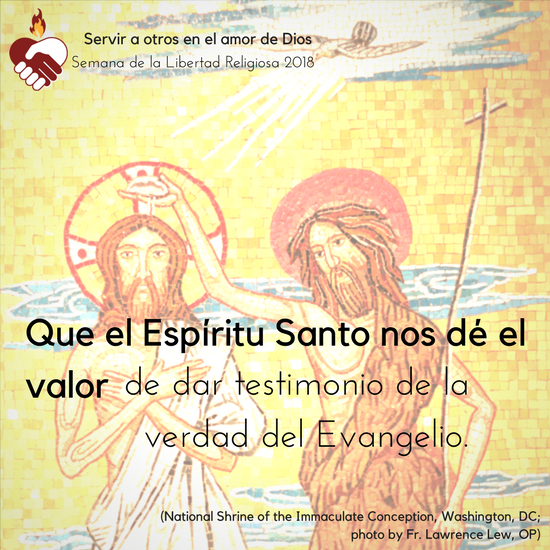 Servir a otros en el amor de Dios
Semana de la Libertad Religiosa 2018
Que el Espíritu Santo nos dé el
valor de dar testimonio de la
verdad del Evangelio.
(National Shrine of the Immaculate Conception, Washington, DC;
photo by Fr. Lawrence Lew, OP)